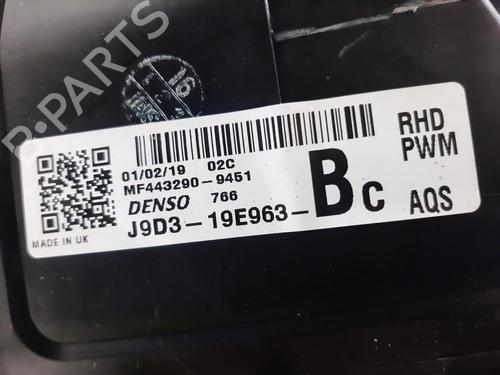 B-PARTS
01/02/19 02C
MF443290-9451
DENSO 766
J9D3-19E963-BC
RHD
PWM
AQS
MADE IN UK